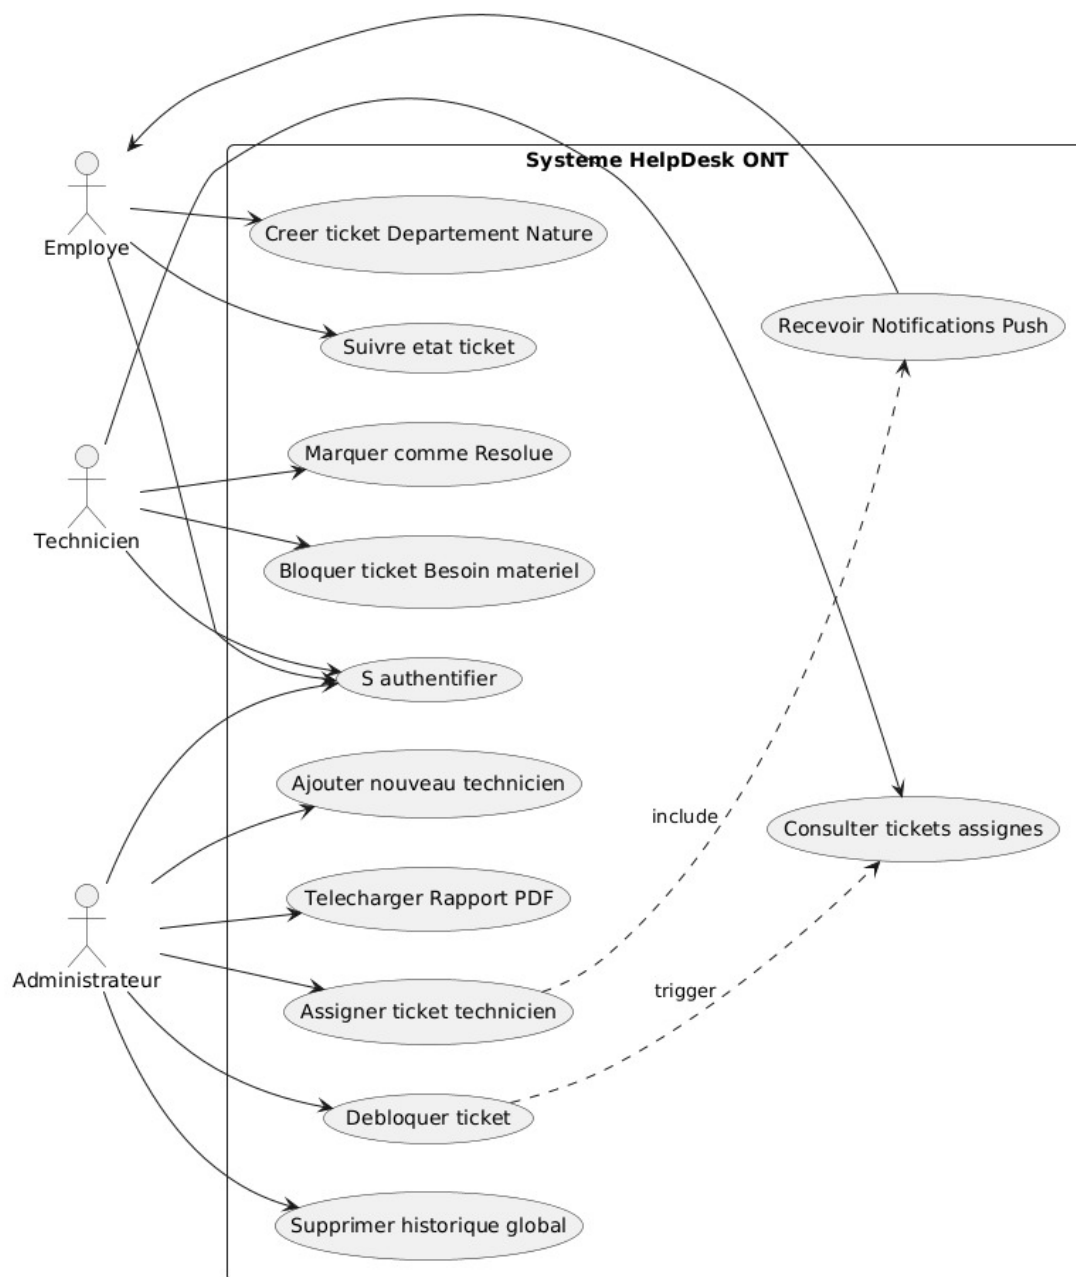 Systeme HelpDesk ONT
Employe
Creer ticket Departement Nature
Recevoir Notifications Push
Suivre etat ticket
Marquer comme Resolue
Technicien
Bloquer ticket Besoin materiel
S authentifier
Ajouter nouveau technicien
include
Consulter tickets assignes
Telecharger Rapport PDF
Administrateur
trigger
Assigner ticket technicien
Debloquer ticket
Supprimer historique global